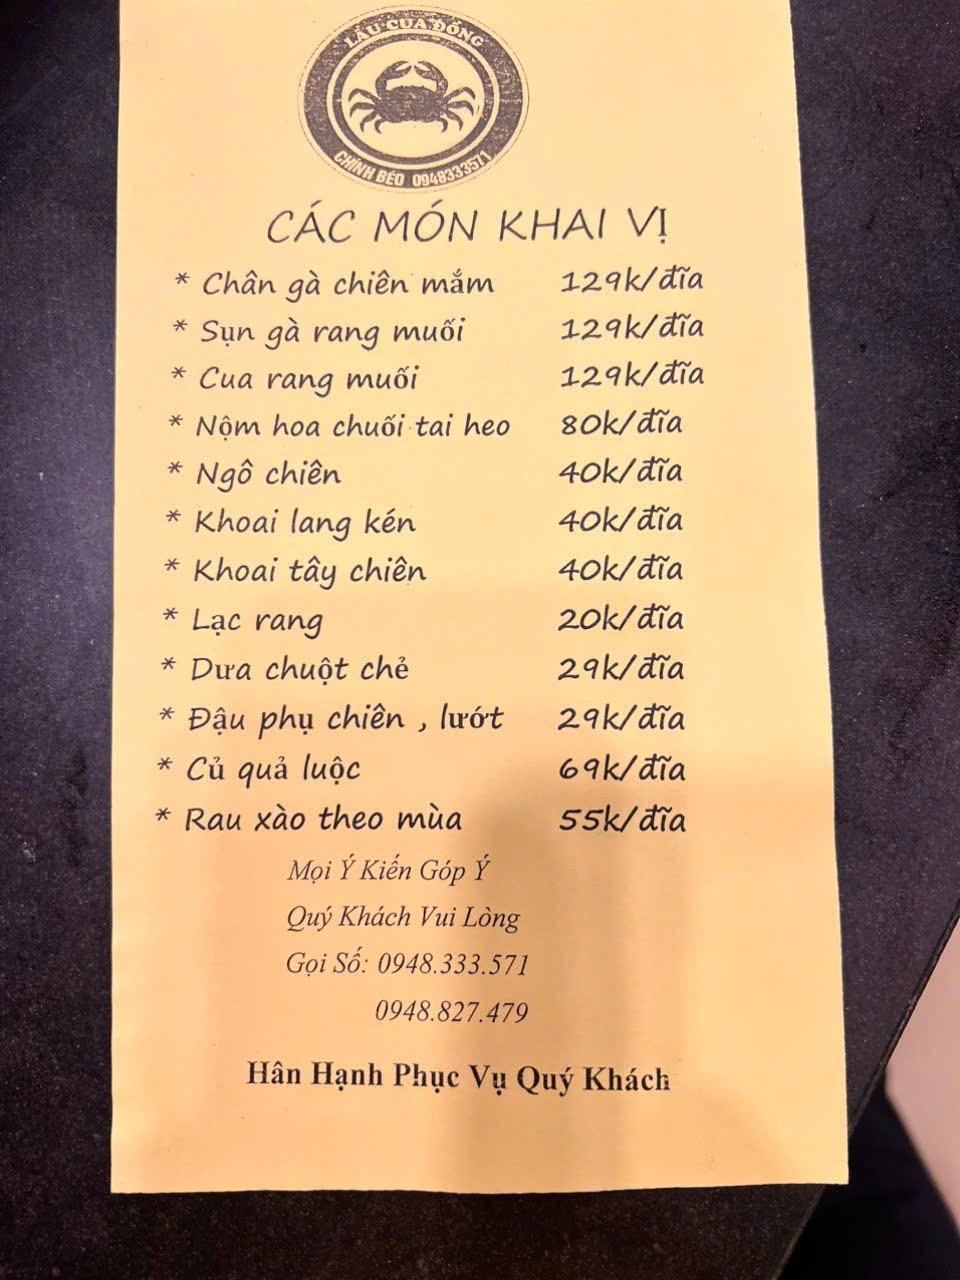 LẨU CUA ĐỒNG
CHÍNH BÉO 0948333571
CÁC MÓN KHAI VỊ
* Chân gà chiên mắm 129k/đĩa
* Sụn gà rang muối 129k/đĩa
* Cua rang muối 129k/đĩa
* Nộm hoa chuối tai heo 80k/đĩa
* Ngô chiên 40k/đĩa
* Khoai lang kén 40k/đĩa
* Khoai tây chiên 40k/đĩa
* Lạc rang 20k/đĩa
* Dưa chuột chẻ 29k/đĩa
* Đậu phụ chiên , lướt 29k/đĩa
* Củ quả luộc 69k/đĩa
* Rau xào theo mùa 55k/đĩa
Mọi Ý Kiến Góp Ý
Quý Khách Vui Lòng
Gọi Số: 0948.333.571
0948.827.479
Hân Hạnh Phục Vụ Quý Khách